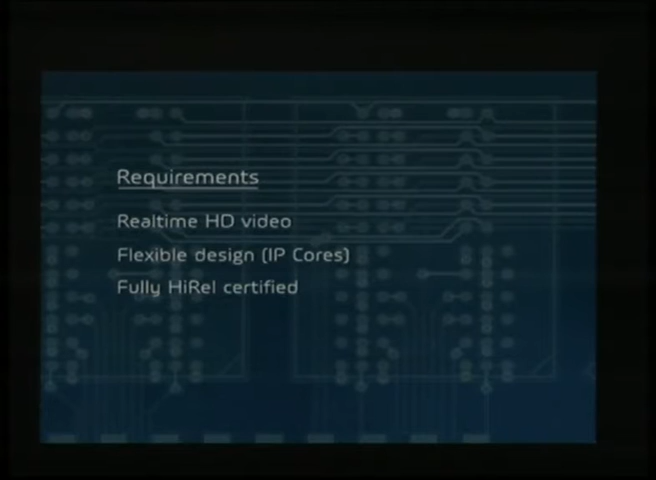 Requirements
Realtime HD video
Flexible design (IP Cores)
Fully HiRel certified